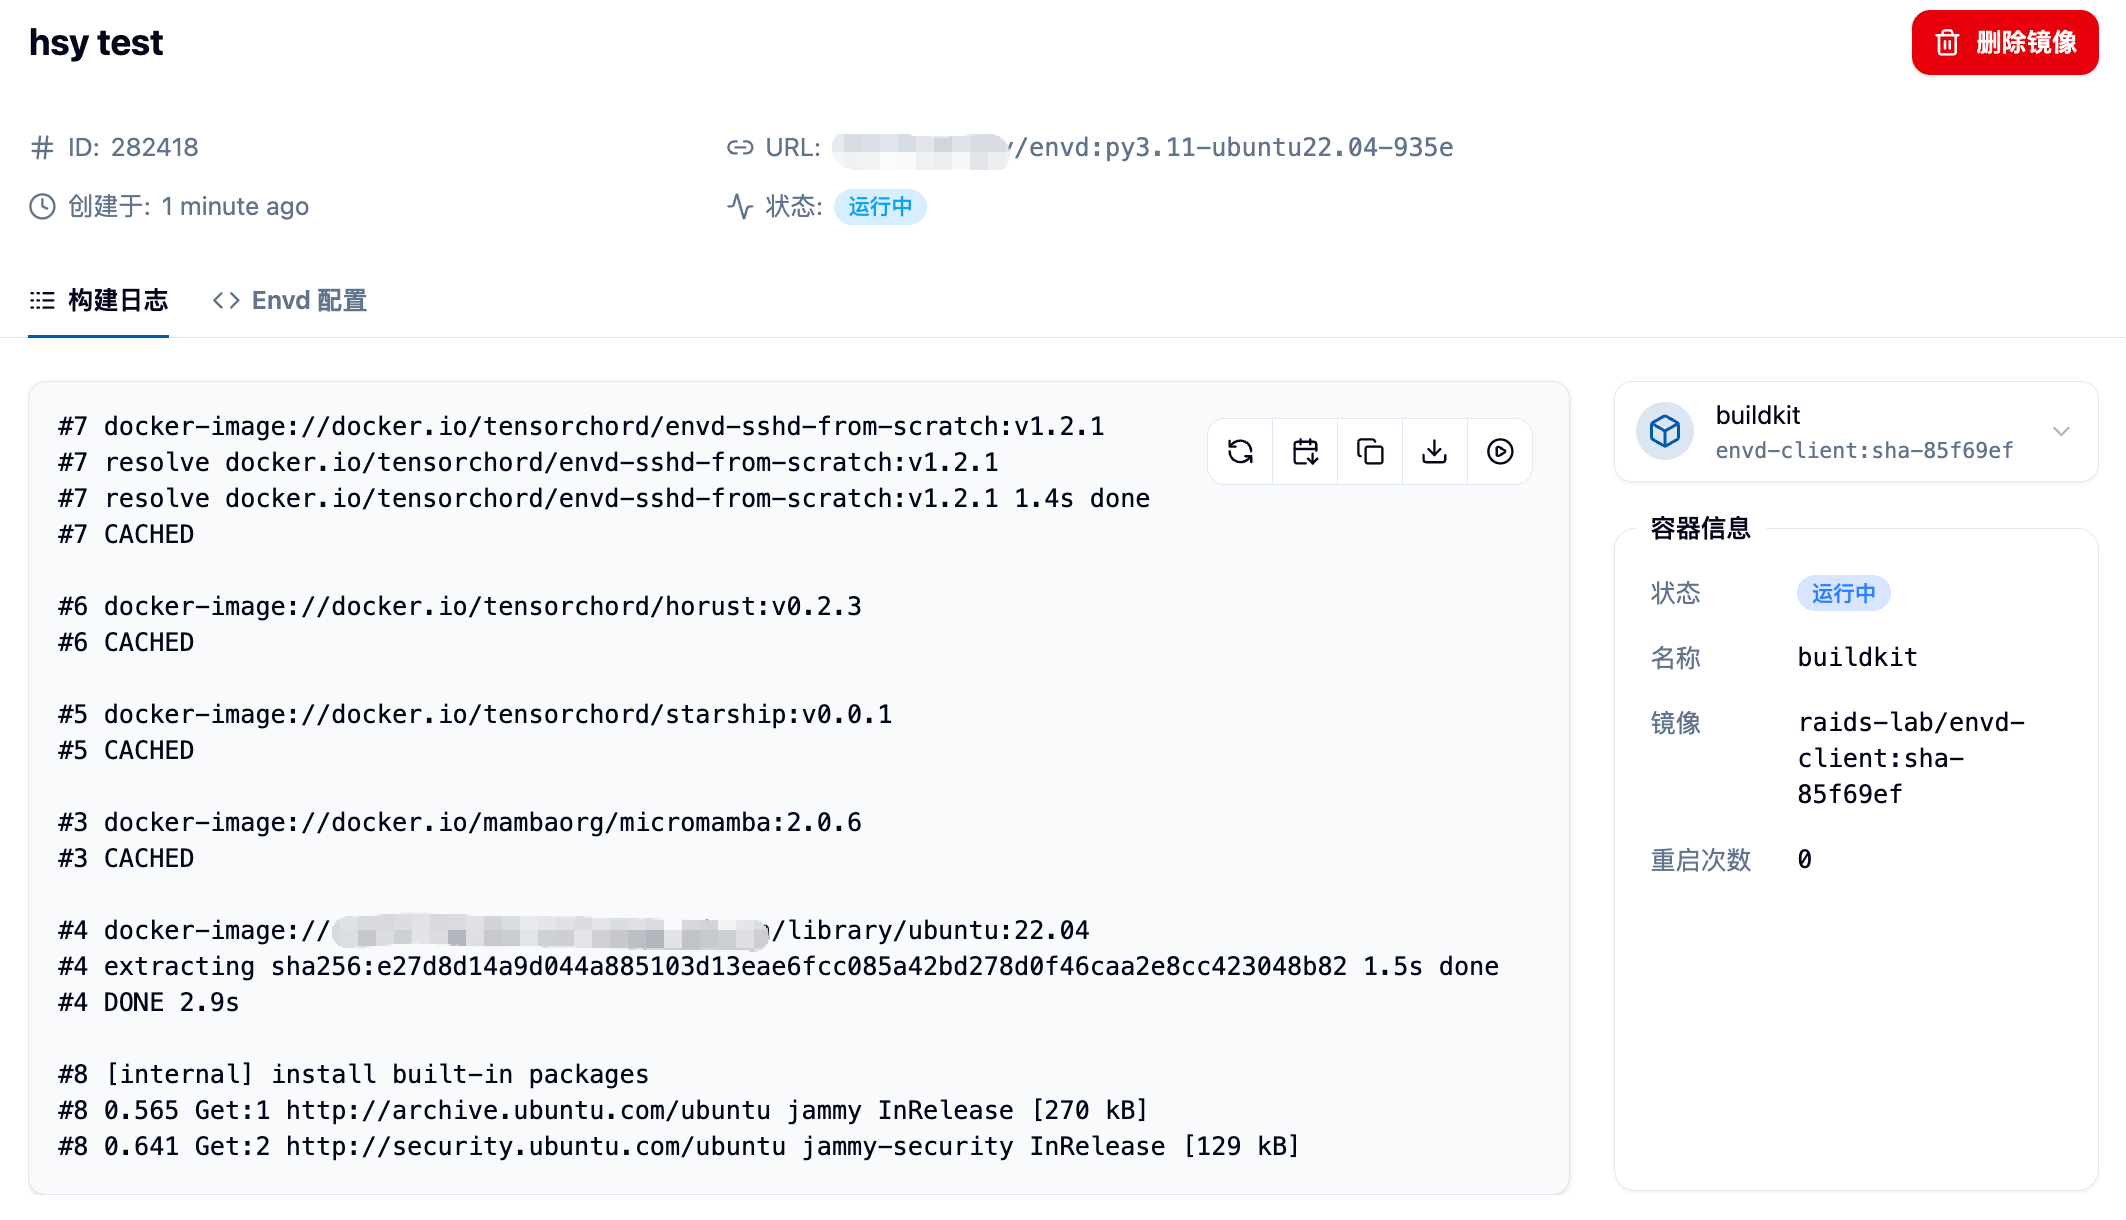 hsy test
删除镜像
ID: 282418
URL: /envd:py3.11-ubuntu22.04-935e
创建于: 1 minute ago
状态: 运行中
构建日志
Envd 配置
#7 docker-image://docker.io/tensorchord/envd-sshd-from-scratch:v1.2.1
#7 resolve docker.io/tensorchord/envd-sshd-from-scratch:v1.2.1
#7 resolve docker.io/tensorchord/envd-sshd-from-scratch:v1.2.1 1.4s done
#7 CACHED
#6 docker-image://docker.io/tensorchord/horust:v0.2.3
#6 CACHED
#5 docker-image://docker.io/tensorchord/starship:v0.0.1
#5 CACHED
#3 docker-image://docker.io/mambaorg/micromamba:2.0.6
#3 CACHED
#4 docker-image:// /library/ubuntu:22.04
#4 extracting sha256:e27d8d14a9d044a885103d13eae6fcc085a42bd278d0f46caa2e8cc423048b82 1.5s done
#4 DONE 2.9s
#8 [internal] install built-in packages
#8 0.565 Get:1 http://archive.ubuntu.com/ubuntu jammy InRelease [270 kB]
#8 0.641 Get:2 http://security.ubuntu.com/ubuntu jammy-security InRelease [129 kB]
buildkit
envd-client:sha-85f69ef
容器信息
状态 运行中
名称 buildkit
镜像 raids-lab/envd-
client:sha-
85f69ef
重启次数 0